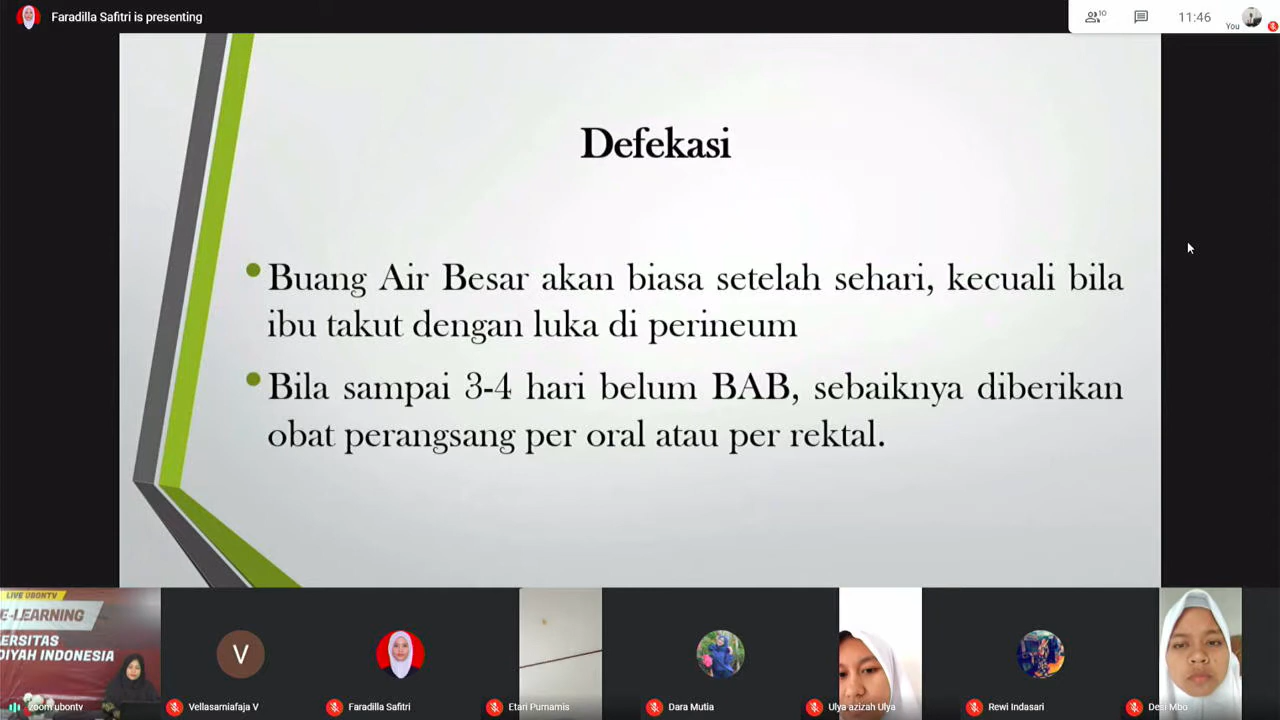 Faradilla Safitri is presenting
10
11:46
You
Defekasi
Buang Air Besar akan biasa setelah sehari, kecuali bila
ibu takut dengan luka di perineum
Bila sampai 3-4 hari belum BAB, sebaiknya diberikan
obat perangsang per oral atau per rektal.
LIVE UBONTV
E-LEARNING
ERSITAS
DIYAH INDONESIA
V
zoom ubontv
Vellasamiafaja V
Faradilla Safitri
Etari Purnamis
Dara Mutia
Ulya azizah Ulya
Rewi Indasari
Desi Mbo